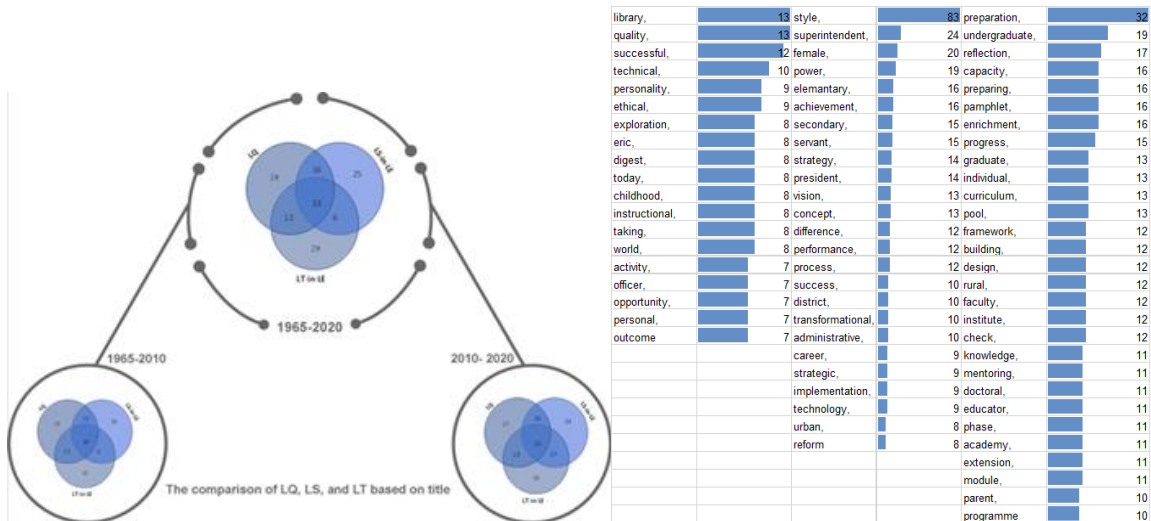 LQ
LS in LE
19
25
33
13
6
29
LT in LE
1965-2020
1965-2010
2010- 2020
LQ
LS in LE
LT in LE
LQ
LS in LE
LT in LE
The comparison of LQ, LS, and LT based on title
library, 13 style, 83 preparation, 32
quality, 13 superintendent, 24 undergraduate, 19
successful, 12 female, 20 reflection, 17
technical, 10 power, 19 capacity, 16
personality, 9 elemantary, 16 preparing, 16
ethical, 9 achievement, 16 pamphlet, 16
exploration, 8 secondary, 15 enrichment, 16
eric, 8 servant, 15 progress, 15
digest, 8 strategy, 14 graduate, 13
today, 8 president, 14 individual, 13
childhood, 8 vision, 13 curriculum, 13
instructional, 8 concept, 13 pool, 13
taking, 8 difference, 12 framework, 12
world, 8 performance, 12 building, 12
activity, 7 process, 12 design, 12
officer, 7 success, 10 rural, 12
opportunity, 7 district, 10 faculty, 12
personal, 7 transformational, 10 institute, 12
outcome 7 administrative, 10 check, 12
career, 9 knowledge, 11
strategic, 9 mentoring, 11
implementation, 9 doctoral, 11
technology, 9 educator, 11
urban, 8 phase, 11
reform 8 academy, 11
extension, 11
module, 11
parent, 10
programme 10